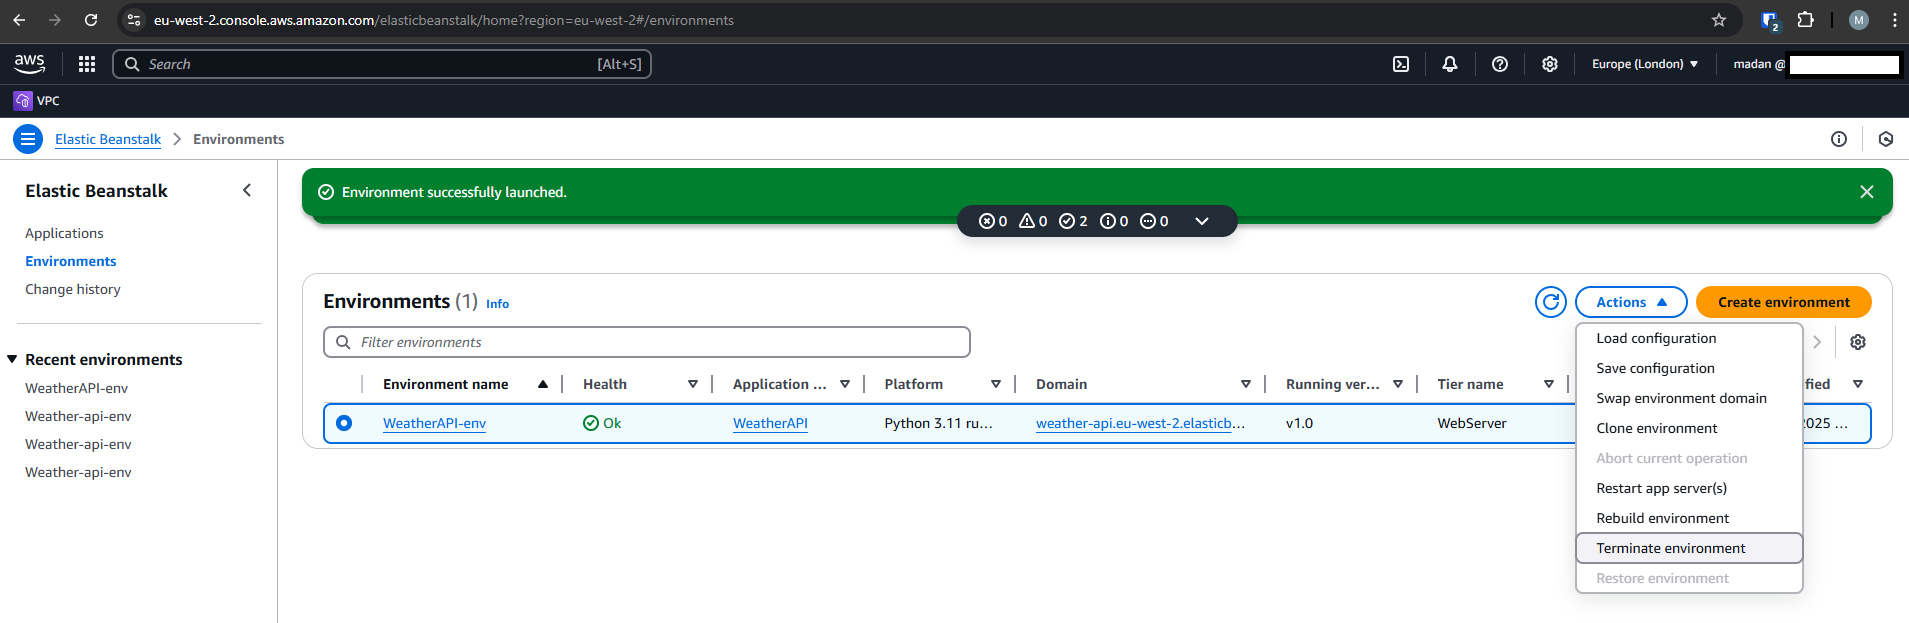 eu-west-2.console.aws.amazon.com/elasticbeanstalk/home?region=eu-west-2#/environments
2
M
aws
Search
[Alt+S]
Europe (London)
madan @
VPC
Elastic Beanstalk
Environments
Elastic Beanstalk
Applications
Environments
Change history
Recent environments
WeatherAPI-env
Weather-api-env
Weather-api-env
Weather-api-env
Environment successfully launched.
0 0 2 0 0
Environments (1) Info
Actions
Create environment
Filter environments
Environment name Health Application ... Platform Domain Running ver... Tier name fied
WeatherAPI-env Ok WeatherAPI Python 3.11 ru... weather-api.eu-west-2.elasticb... v1.0 WebServer 2025 ...
Load configuration
Save configuration
Swap environment domain
Clone environment
Abort current operation
Restart app server(s)
Rebuild environment
Terminate environment
Restore environment